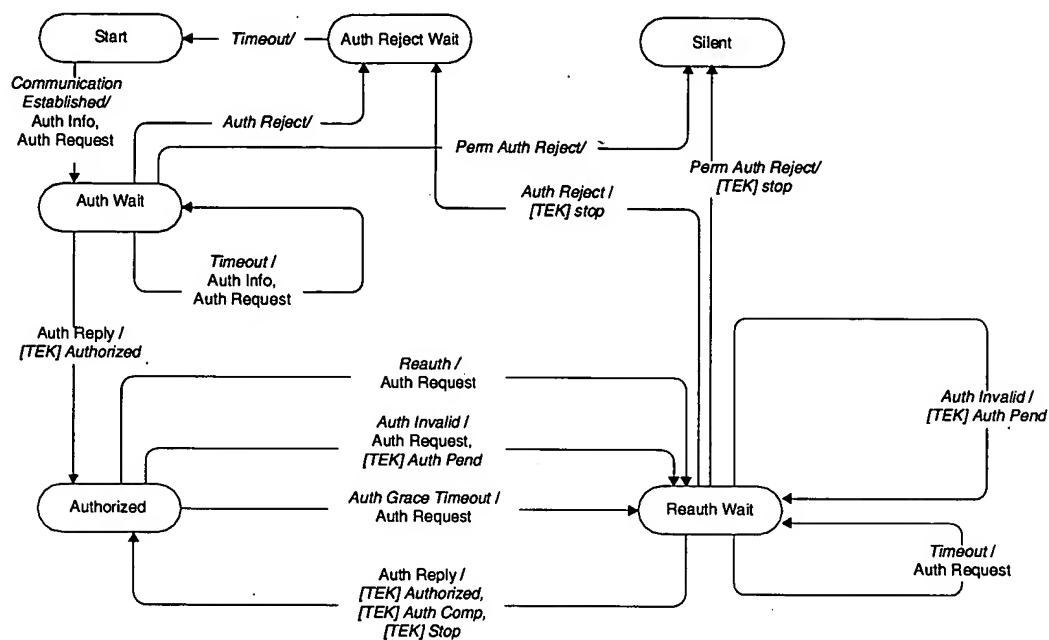 Start
Timeout/
Auth Reject Wait
Silent
Communication
Established/
Auth Info,
Auth Request
Auth Reject/
Perm Auth Reject/
Perm Auth Reject/
[TEK] stop
Auth Reject /
[TEK] stop
Auth Wait
Timeout /
Auth Info,
Auth Request
Auth Reply /
[TEK] Authorized
Reauth /
Auth Request
Auth Invalid /
[TEK] Auth Pend
Auth Invalid /
Auth Request,
[TEK] Auth Pend
Authorized
Auth Grace Timeout /
Auth Request
Reauth Wait
Timeout /
Auth Request
Auth Reply /
[TEK] Authorized,
[TEK] Auth Comp,
[TEK] Stop